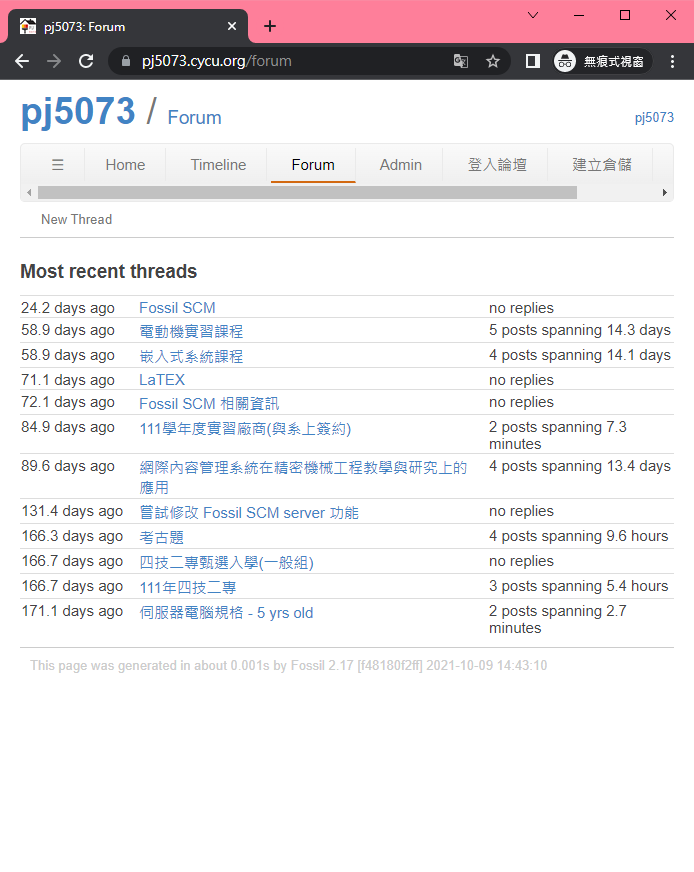 pj5073: Forum
pj5073.cycu.org/forum
無痕式視窗
pj5073 / Forum
pj5073
☰ Home Timeline Forum Admin 登入論壇 建立倉儲
New Thread
Most recent threads
24.2 days ago Fossil SCM no replies
58.9 days ago 電動機實習課程 5 posts spanning 14.3 days
58.9 days ago 嵌入式系統課程 4 posts spanning 14.1 days
71.1 days ago LaTEX no replies
72.1 days ago Fossil SCM 相關資訊 no replies
84.9 days ago 111學年度實習廠商(與系上簽約) 2 posts spanning 7.3
minutes
89.6 days ago 網際內容管理系統在精密機械工程教學與研究上的 4 posts spanning 13.4 days
應用
131.4 days ago 嘗試修改 Fossil SCM server 功能 no replies
166.3 days ago 考古題 4 posts spanning 9.6 hours
166.7 days ago 四技二專甄選入學(一般組) no replies
166.7 days ago 111年四技二專 3 posts spanning 5.4 hours
171.1 days ago 伺服器電腦規格 - 5 yrs old 2 posts spanning 2.7
minutes
This page was generated in about 0.001s by Fossil 2.17 [f48180f2ff] 2021-10-09 14:43:10